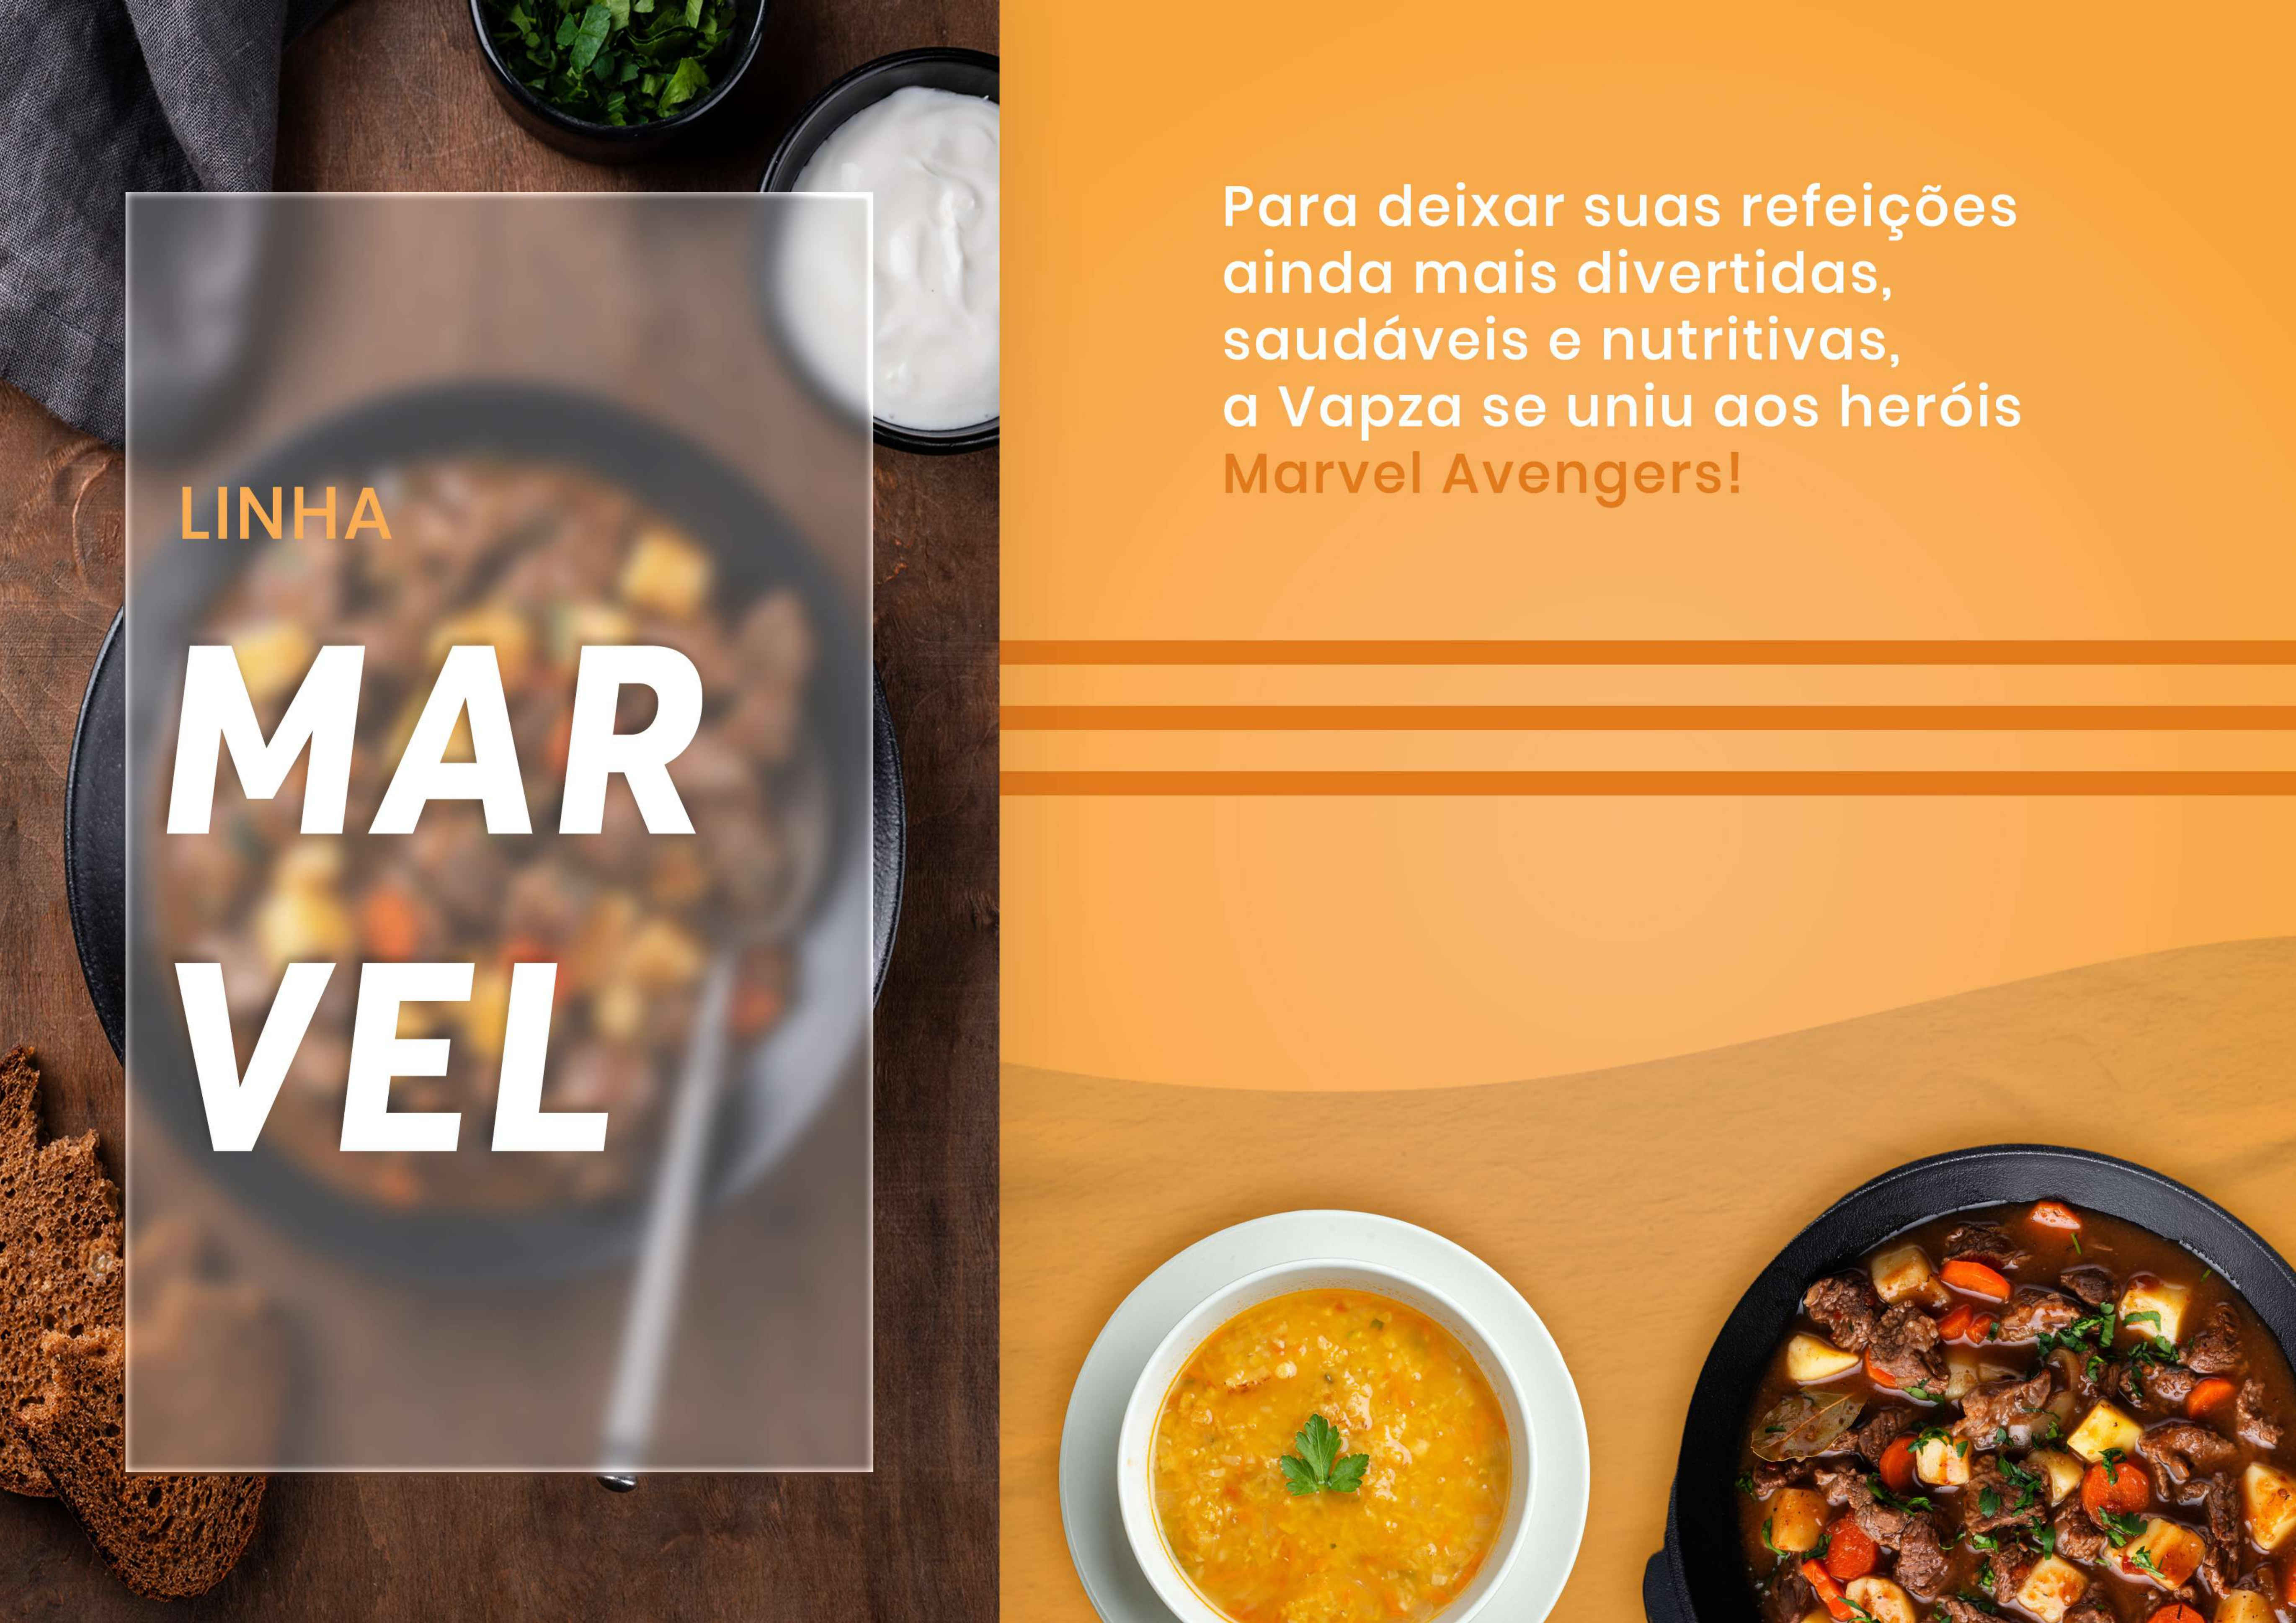 LINHA
MAR
VEL
Para deixar suas refeições
ainda mais divertidas,
saudáveis e nutritivas,
a Vapza se uniu aos heróis
Marvel Avengers!